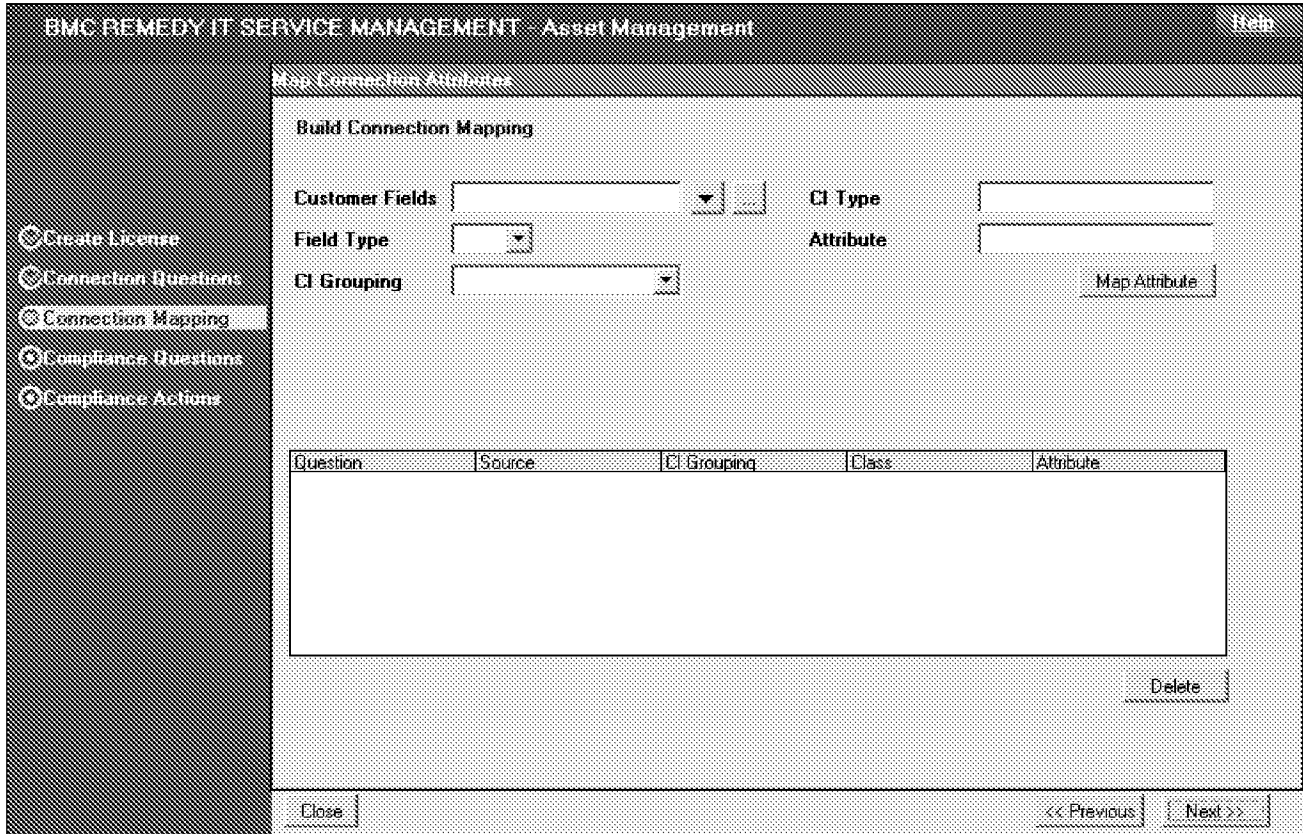 BMC REMEDY IT SERVICE MANAGEMENT - Asset Management
Help
Map Connection Attributes
Build Connection Mapping
Customer Fields
...
CI Type
Field Type
Attribute
CI Grouping
Map Attribute
Create License
Connection Questions
Connection Mapping
Compliance Questions
Compliance Actions
Question Source CI Grouping Class Attribute
Delete
Close
<< Previous
Next >>